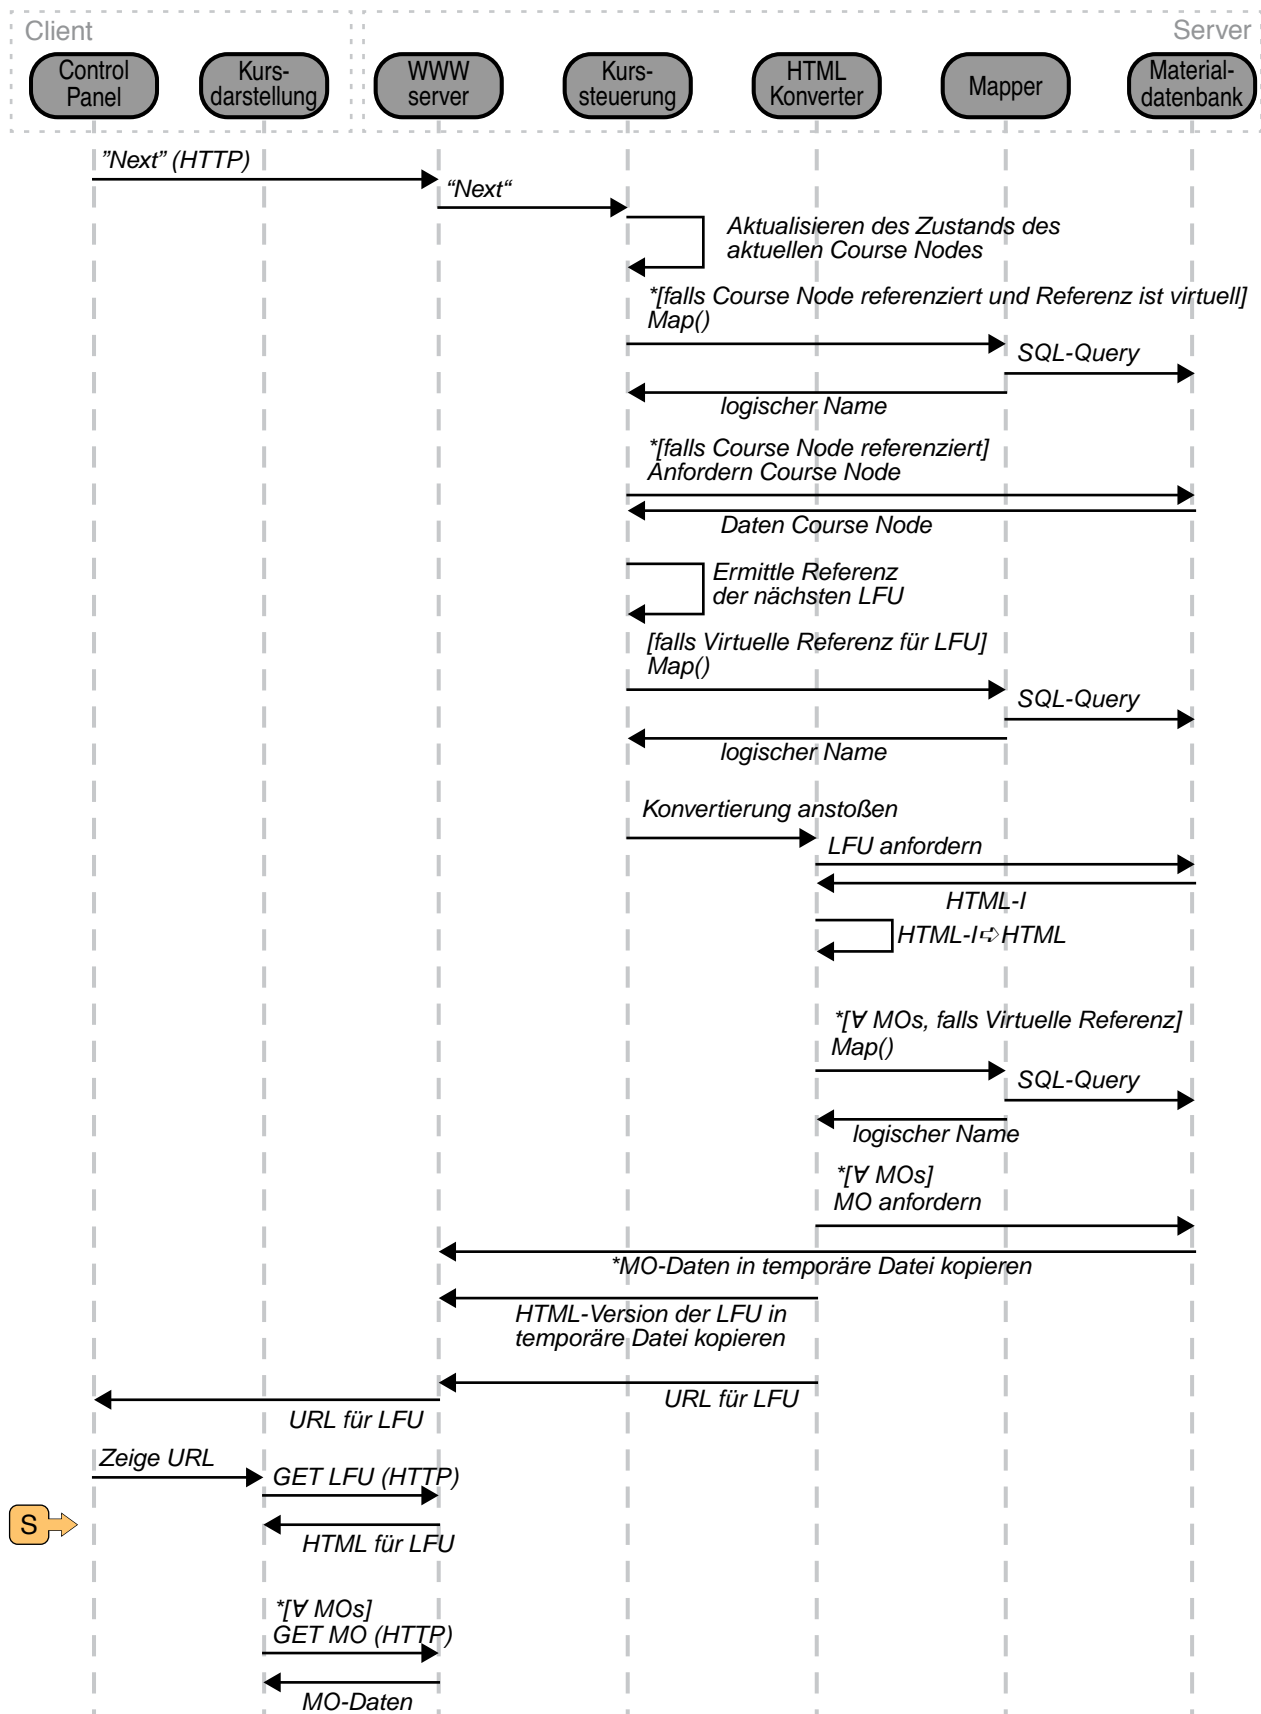 Client
Server
Control
Panel
Kurs-
darstellung
WWW
server
Kurs-
steuerung
HTML
Konverter
Mapper
Material-
datenbank
”Next” (HTTP)
“Next“
Aktualisieren des Zustands des
aktuellen Course Nodes
*[falls Course Node referenziert und Referenz ist virtuell]
Map()
SQL-Query
logischer Name
*[falls Course Node referenziert]
Anfordern Course Node
Daten Course Node
Ermittle Referenz
der nächsten LFU
[falls Virtuelle Referenz für LFU]
Map()
SQL-Query
logischer Name
Konvertierung anstoßen
LFU anfordern
HTML-I
HTML-I➪HTML
*[∀ MOs, falls Virtuelle Referenz]
Map()
SQL-Query
logischer Name
*[∀ MOs]
MO anfordern
*MO-Daten in temporäre Datei kopieren
HTML-Version der LFU in
temporäre Datei kopieren
URL für LFU
URL für LFU
Zeige URL
GET LFU (HTTP)
S
HTML für LFU
*[∀ MOs]
GET MO (HTTP)
MO-Daten